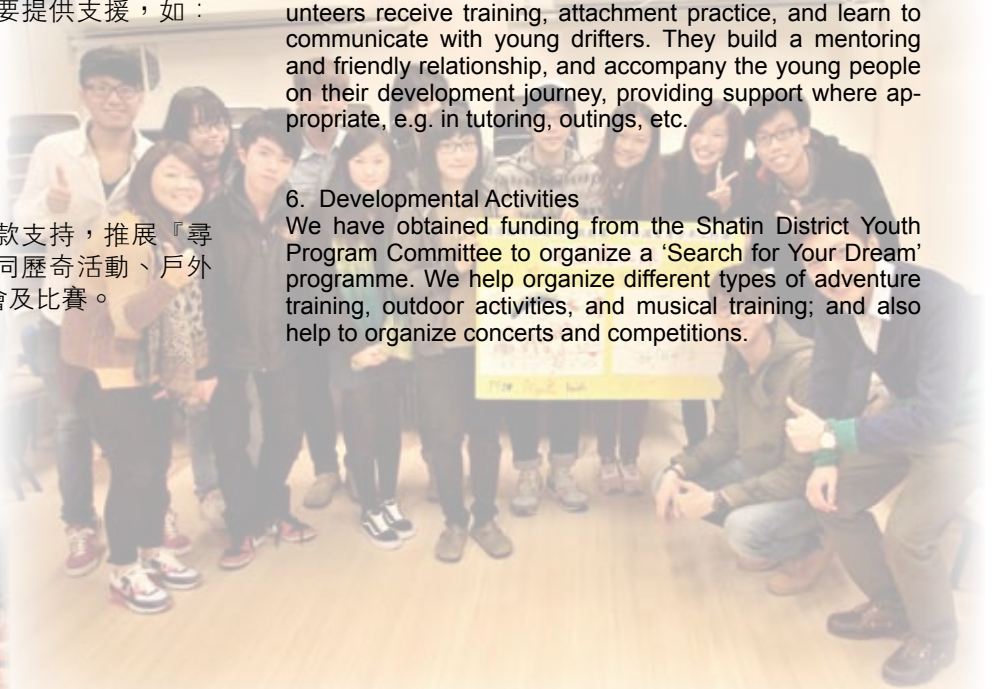 要提供支援，如：
款支持，推展『尋
同歷奇活動、戶外
會及比賽。
unteers receive training, attachment practice, and learn to
communicate with young drifters. They build a mentoring
and friendly relationship, and accompany the young people
on their development journey, providing support where ap-
propriate, e.g. in tutoring, outings, etc.
6. Developmental Activities
We have obtained funding from the Shatin District Youth
Program Committee to organize a ‘Search for Your Dream’
programme. We help organize different types of adventure
training, outdoor activities, and musical training; and also
help to organize concerts and competitions.